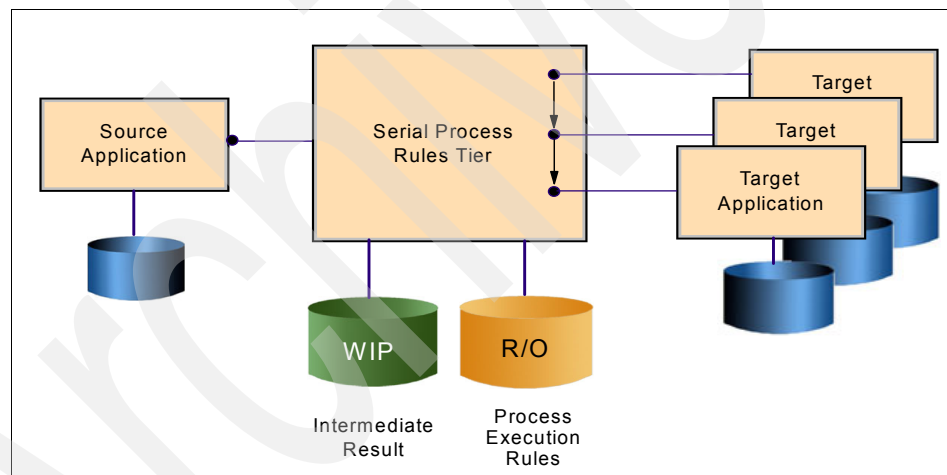 Source
Application
Serial Process
Rules Tier
Target
Target
Target
Application
WIP
R/O
Intermediate
Result
Process
Execution
Rules